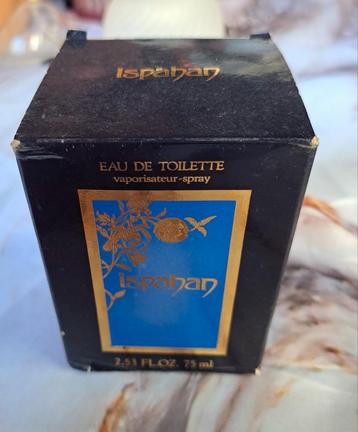 Ispahan
EAU DE TOILETTE
vaporisateur-spray
Ispahan
2.53 FL.OZ. 75 ml